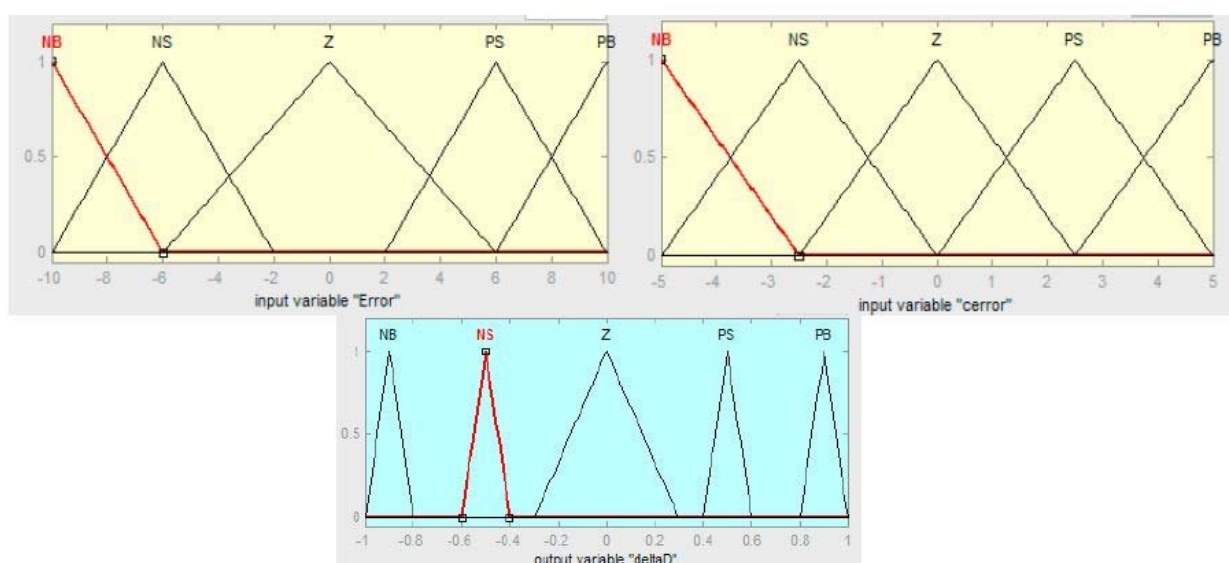 NB NS Z PS PB
1
0.5
0
-10 -8 -6 -4 -2 0 2 4 6 8 10
input variable "Error"
NB NS Z PS PB
1
0.5
0
-5 -4 -3 -2 -1 0 1 2 3 4 5
input variable "cerror"
NB NS Z PS PB
1
0.5
0
-1 -0.8 -0.6 -0.4 -0.2 0 0.2 0.4 0.6 0.8 1
output variable "deltaD"